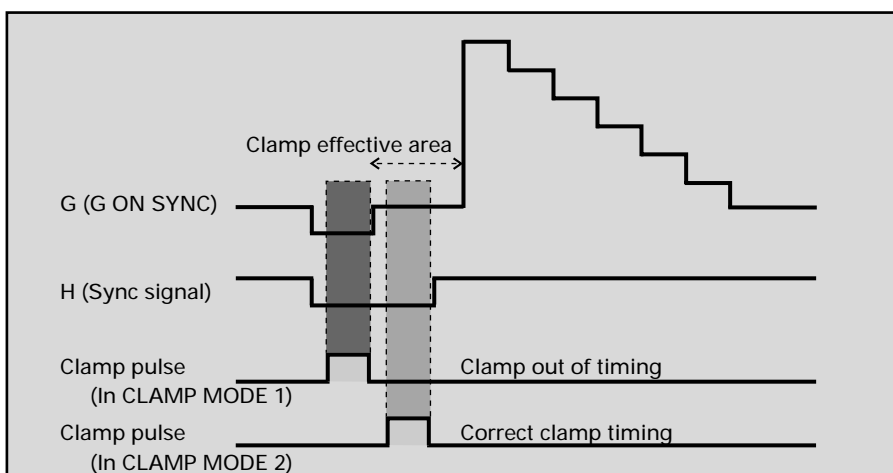 Clamp effective area
G (G ON SYNC)
H (Sync signal)
Clamp pulse
(In CLAMP MODE 1)
Clamp out of timing
Clamp pulse
(In CLAMP MODE 2)
Correct clamp timing